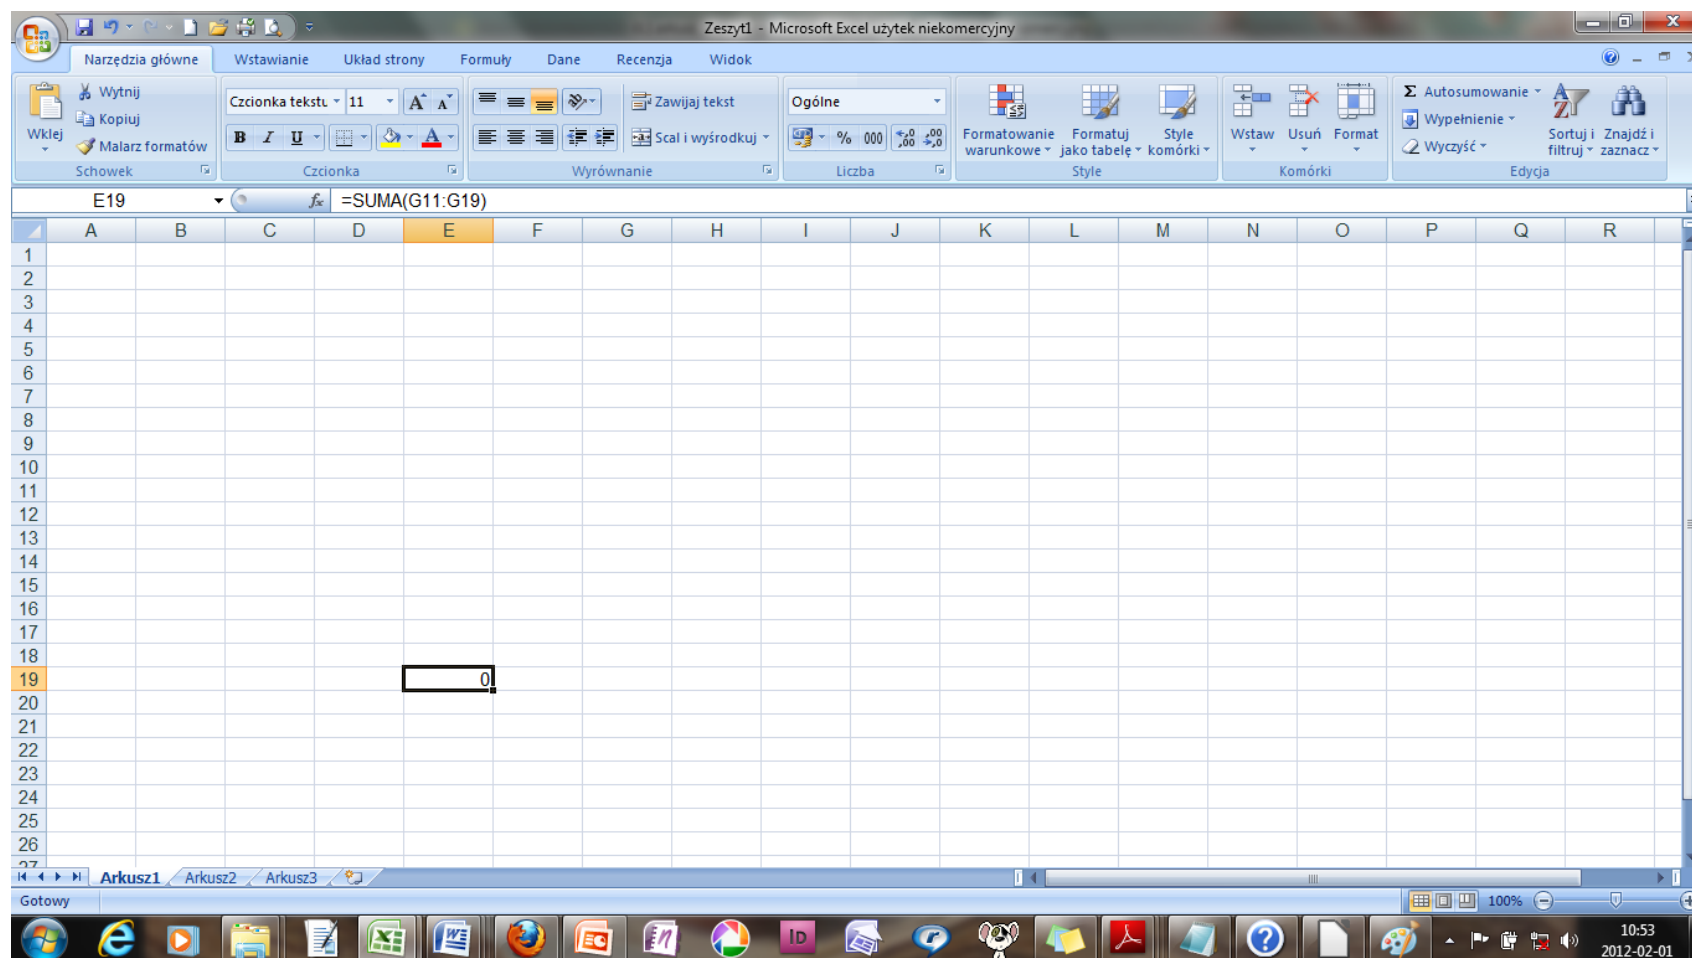 Zeszyt1 - Microsoft Excel użytek niekomercyjny
Narzędzia główne Wstawianie Układ strony Formuły Dane Recenzja Widok
Wklej
Wytnij
Kopiuj
Malarz formatów
Schowek
Czcionka tekstu 11
B I U
Czcionka
Zawijaj tekst
Scal i wyśrodkuj
Wyrównanie
Ogólne
% 000
Liczba
Formatowanie warunkowe
Formatuj jako tabelę
Style komórki
Style
Wstaw Usuń Format
Komórki
Σ Autosumowanie
Wypełnienie
Wyczyść
Sortuj i filtruj
Znajdź i zaznacz
Edycja
E19 fx =SUMA(G11:G19)
A B C D E F G H I J K L M N O P Q R
1
2
3
4
5
6
7
8
9
10
11
12
13
14
15
16
17
18
19 0
20
21
22
23
24
25
26
27
Arkusz1 Arkusz2 Arkusz3
Gotowy 100%
10:53
2012-02-01